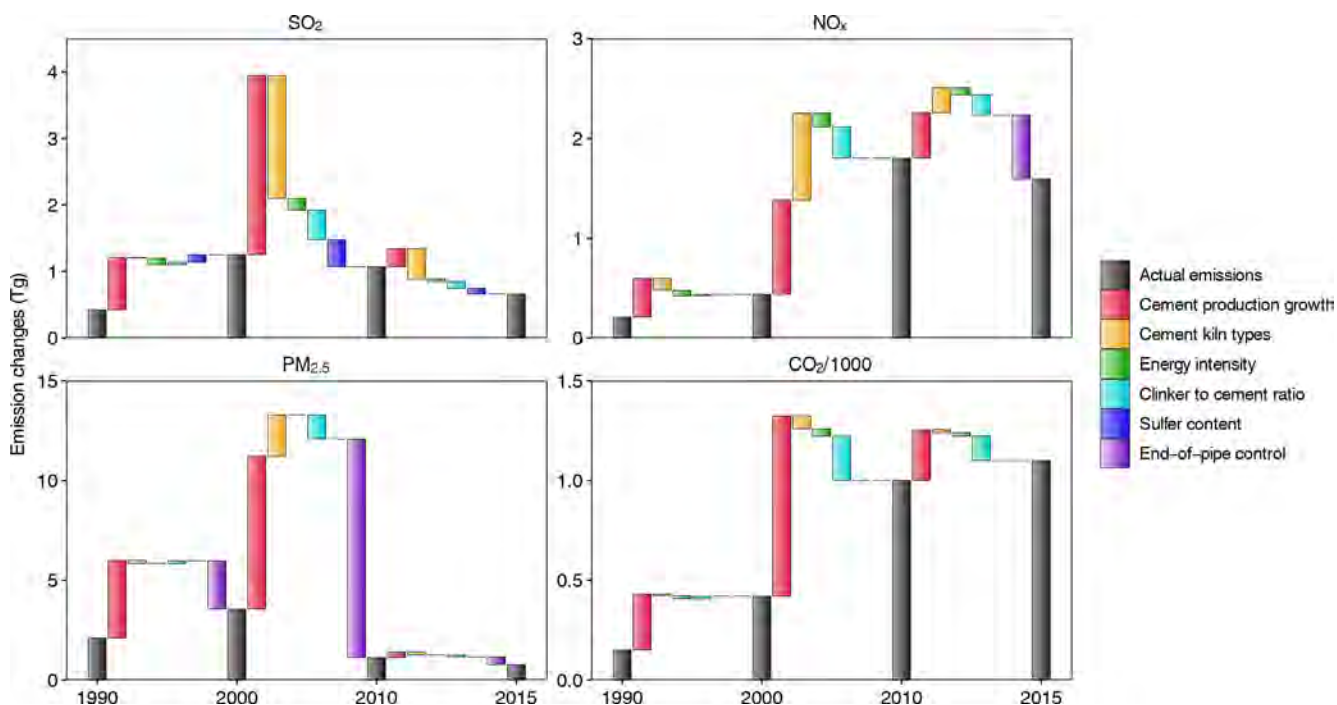 SO₂
NOₓ
4
3
2
1
0
3
2
1
0
Emission changes (Tg)
PM₂.₅
CO₂/1000
15
10
5
0
1.5
1.0
0.5
0.0
1990 2000 2010 2015
1990 2000 2010 2015
Actual emissions
Cement production growth
Cement kiln types
Energy intensity
Clinker to cement ratio
Sulfer content
End-of-pipe control